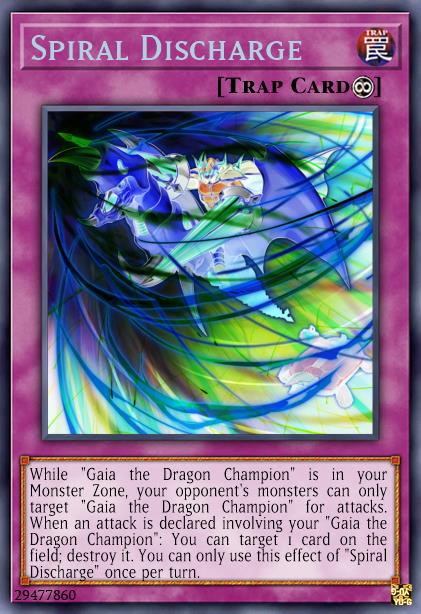 Spiral Discharge
TRAP
罠
[Trap Card]
While "Gaia the Dragon Champion" is in your
Monster Zone, your opponent's monsters can only
target "Gaia the Dragon Champion" for attacks.
When an attack is declared involving your "Gaia the
Dragon Champion": You can target 1 card on the
field; destroy it. You can only use this effect of "Spiral
Discharge" once per turn.
29477860